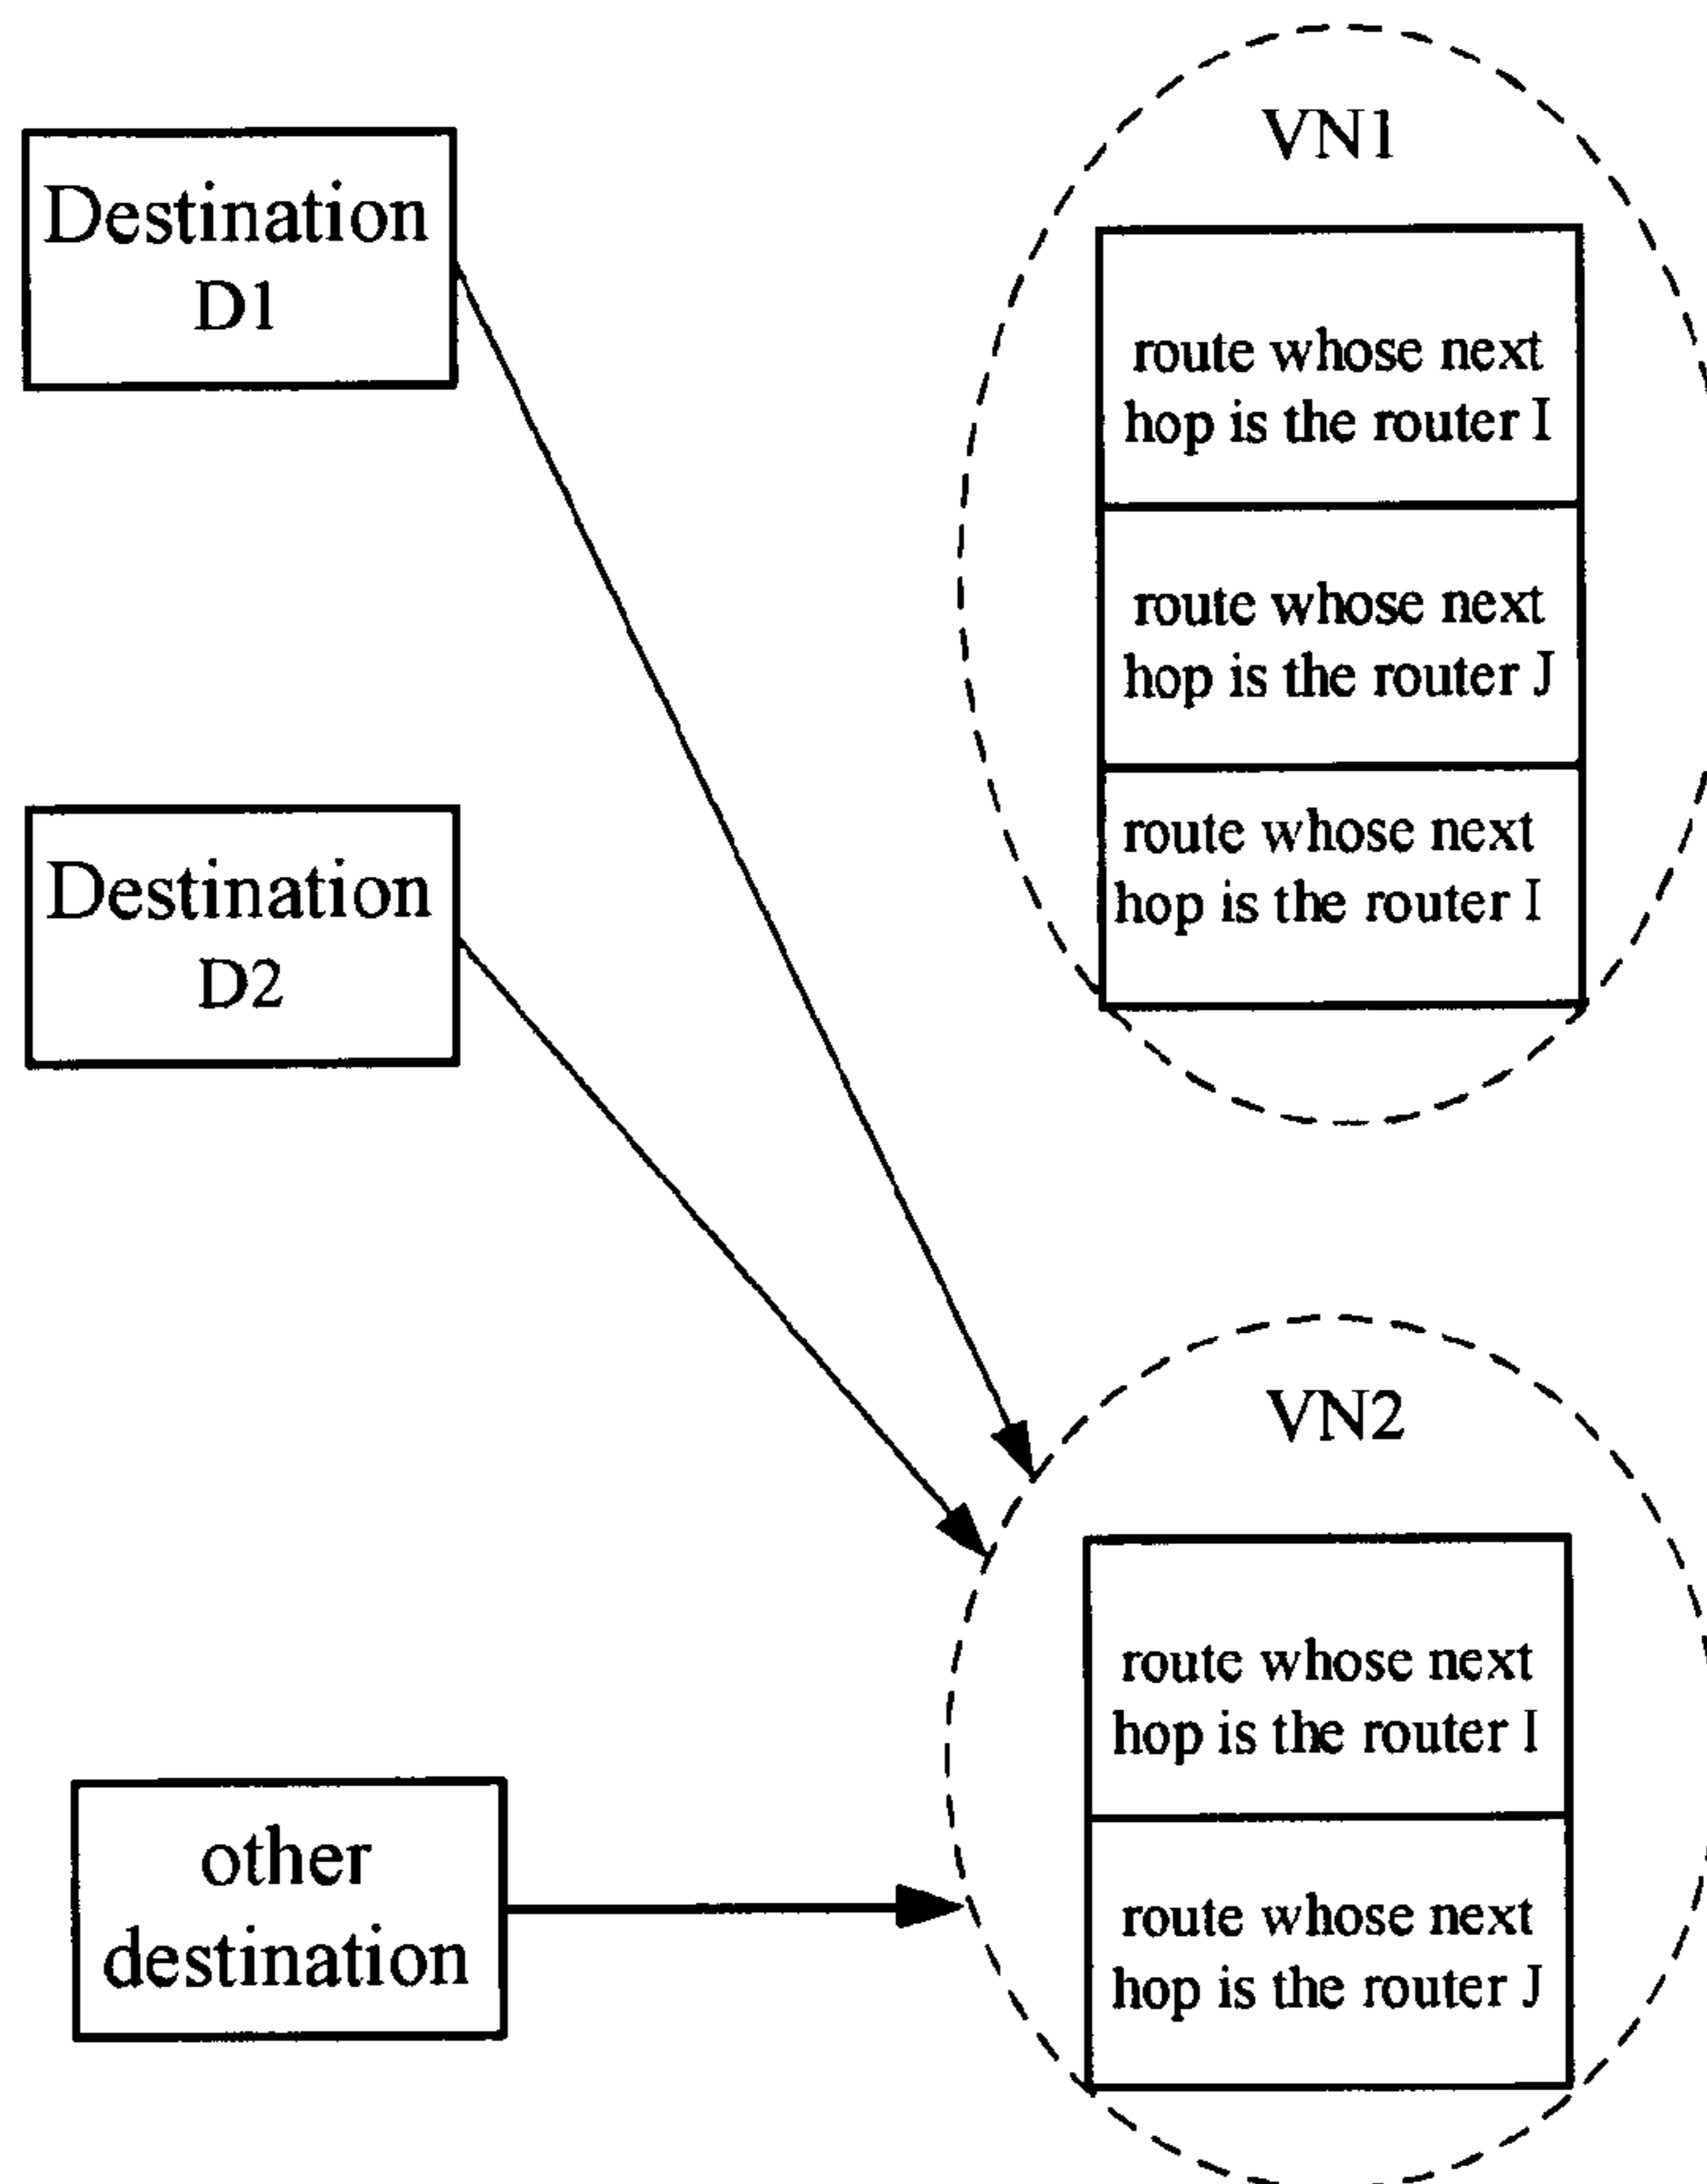 Destination
D1
Destination
D2
other
destination
VN1
route whose next
hop is the router I
route whose next
hop is the router J
route whose next
hop is the router I
VN2
route whose next
hop is the router I
route whose next
hop is the router J